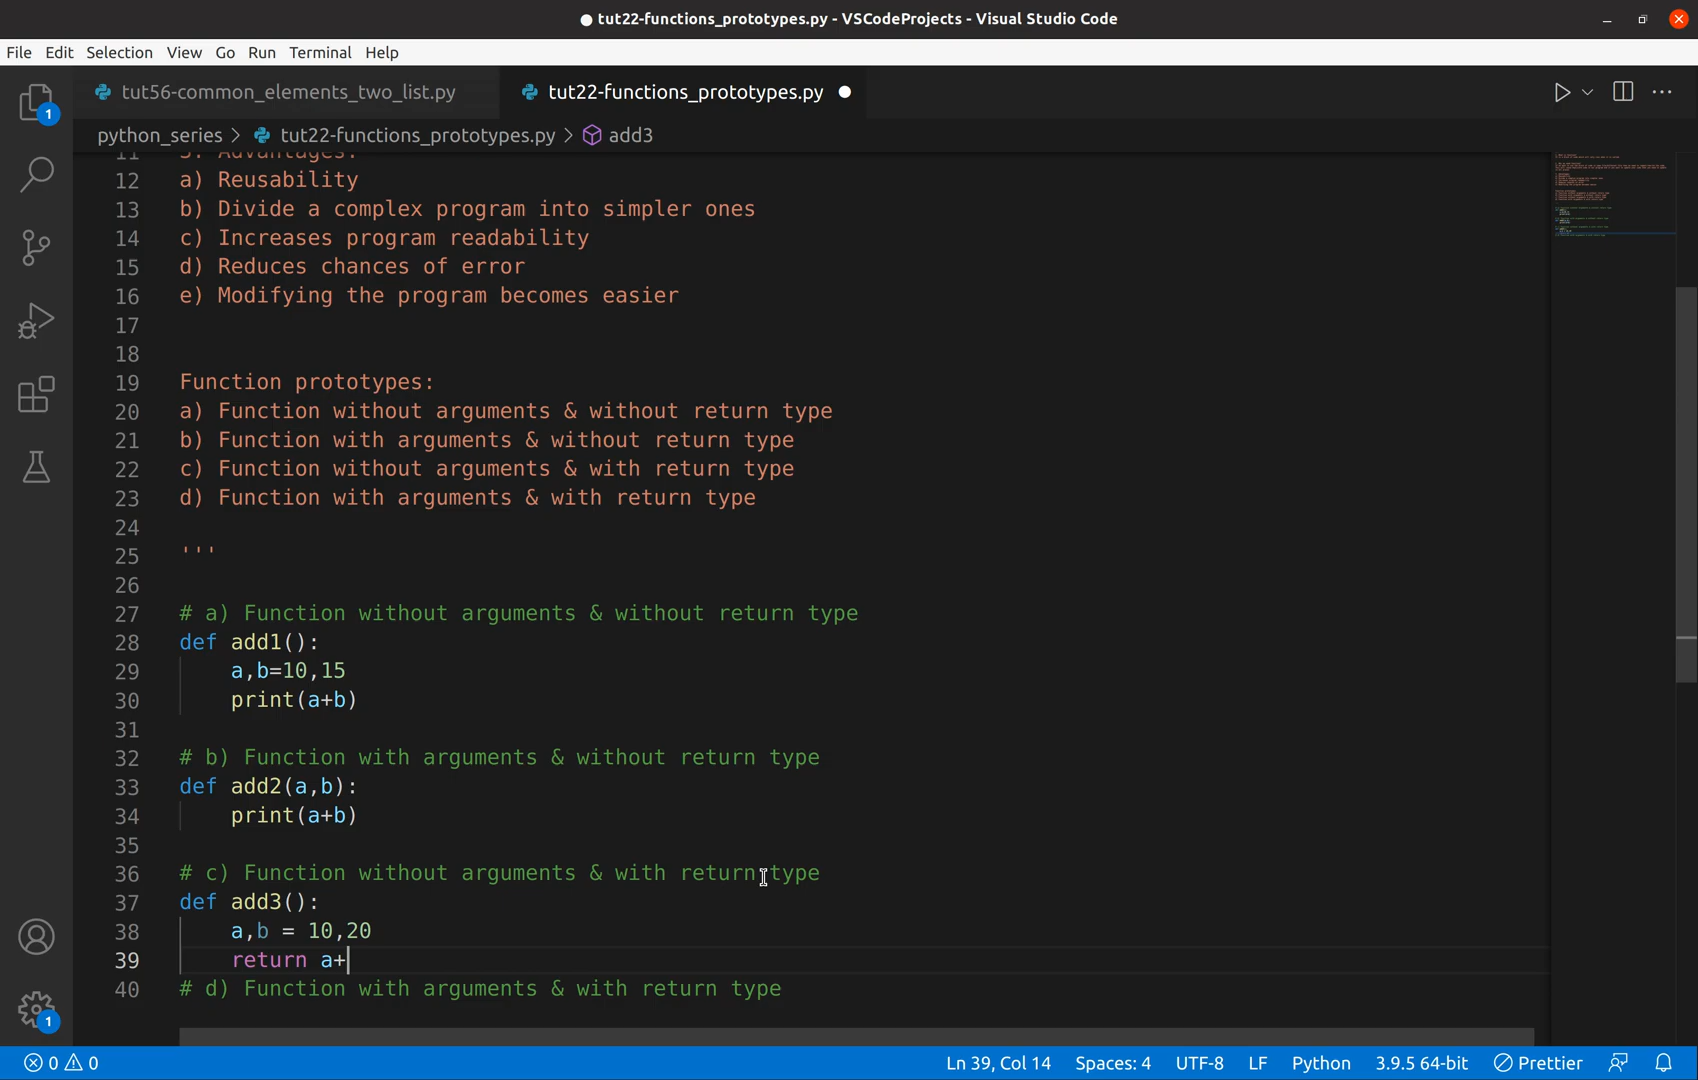 tut22-functions_prototypes.py - VSCodeProjects - Visual Studio Code
File Edit Selection View Go Run Terminal Help
1 tut56-common_elements_two_list.py tut22-functions_prototypes.py
python_series > tut22-functions_prototypes.py > add3
11 3. Advantages:
12 a) Reusability
13 b) Divide a complex program into simpler ones
14 c) Increases program readability
15 d) Reduces chances of error
16 e) Modifying the program becomes easier
17
18
19 Function prototypes:
20 a) Function without arguments & without return type
21 b) Function with arguments & without return type
22 c) Function without arguments & with return type
23 d) Function with arguments & with return type
24
25 '''
26
27 # a) Function without arguments & without return type
28 def add1():
29 a,b=10,15
30 print(a+b)
31
32 # b) Function with arguments & without return type
33 def add2(a,b):
34 print(a+b)
35
36 # c) Function without arguments & with return type
37 def add3():
38 a,b = 10,20
39 return a+
40 # d) Function with arguments & with return type
1
0 0 Ln 39, Col 14 Spaces: 4 UTF-8 LF Python 3.9.5 64-bit Prettier